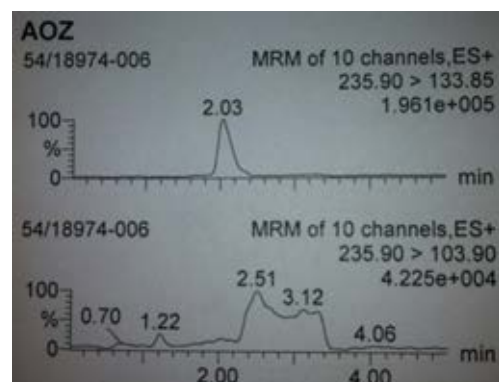 AOZ
54/18974-006 MRM of 10 channels,ES+
235.90 > 133.85
1.961e+005
2.03
100
%
0
min
54/18974-006 MRM of 10 channels,ES+
235.90 > 103.90
4.225e+004
2.51
3.12
100
%
0.70
1.22
4.06
0
min
2.00 4.00